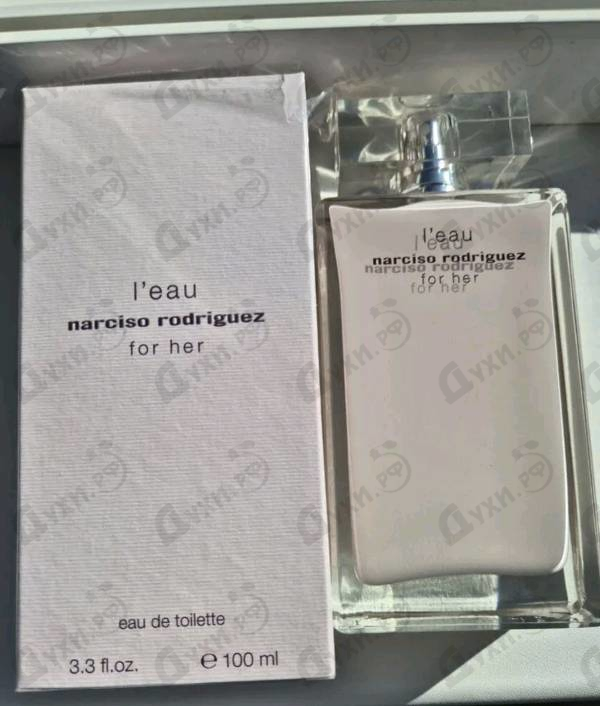 l'eau
narciso rodriguez
for her
eau de toilette
3.3 fl.oz.
℮ 100 ml
l'eau
narciso rodriguez
for her
Духи.РФ